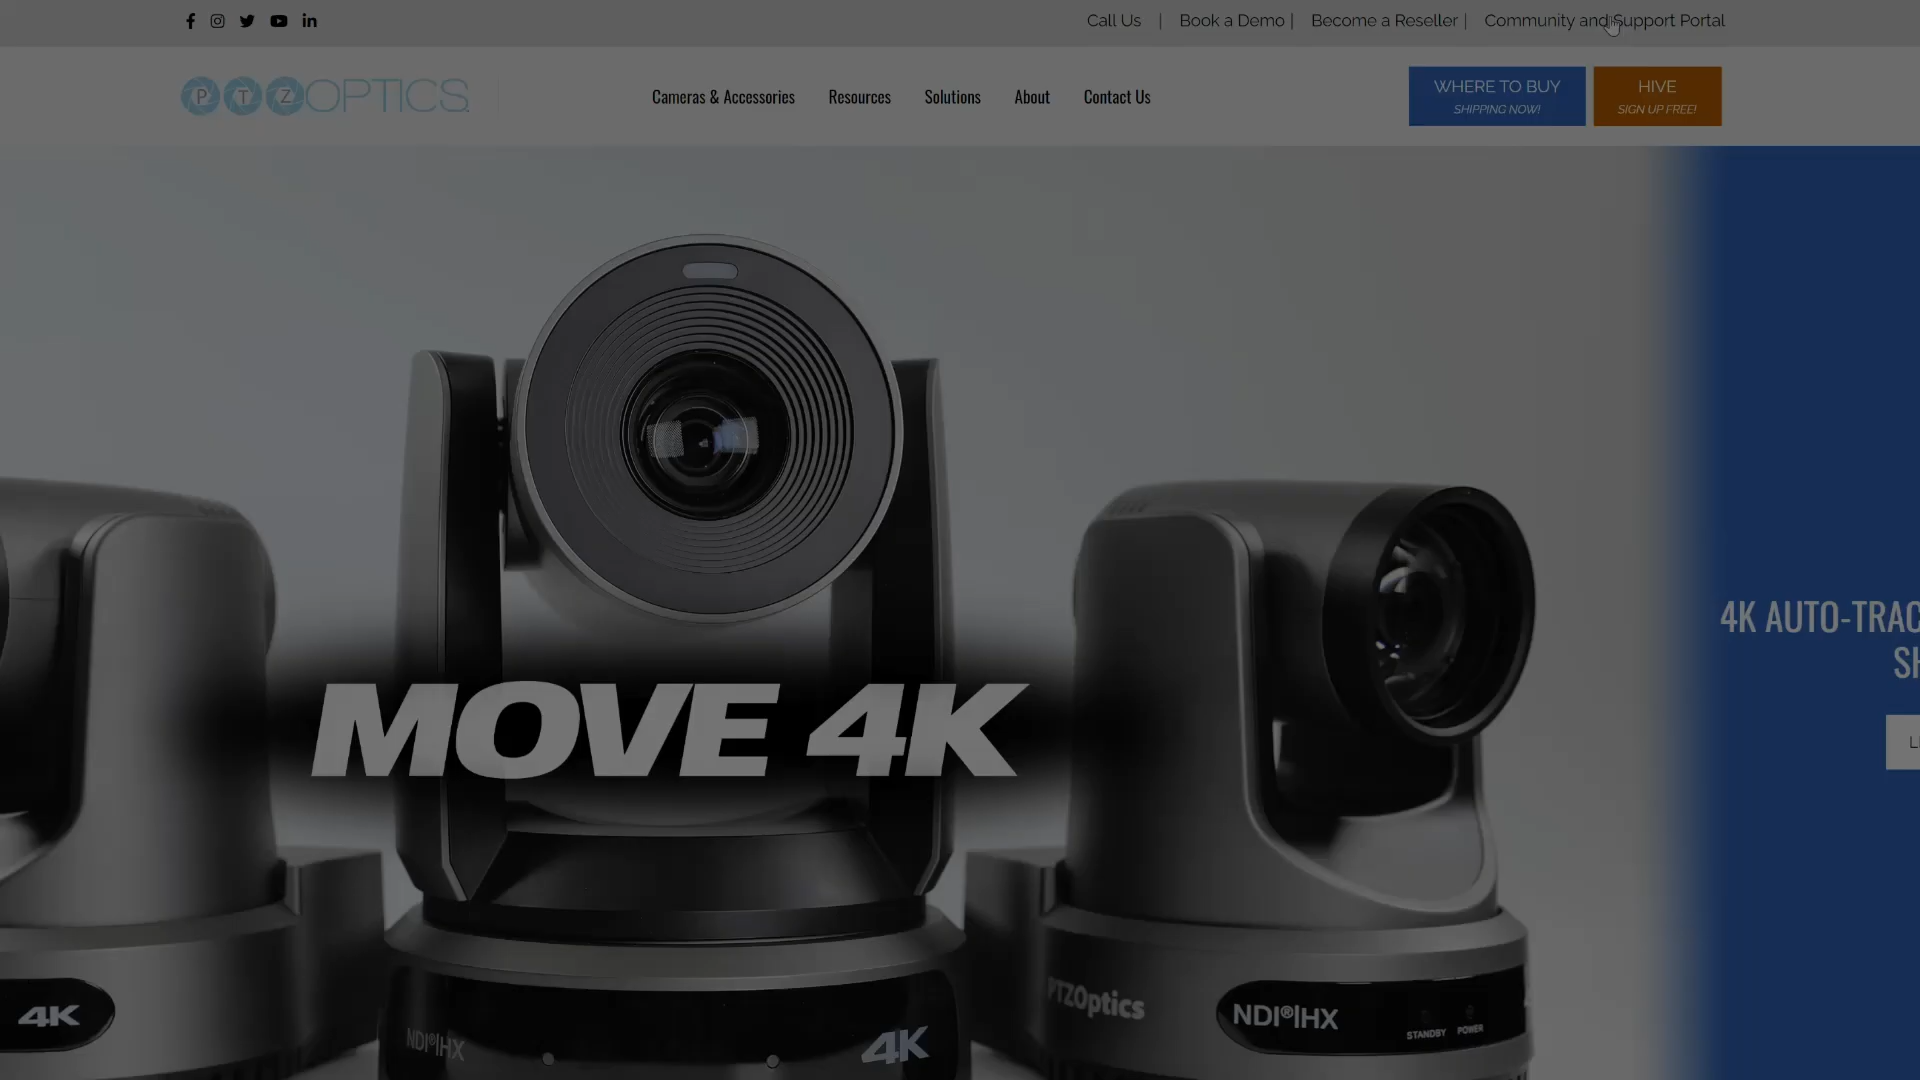 Call Us | Book a Demo | Become a Reseller | Community and Support Portal
PTZOPTICS
Cameras & Accessories Resources Solutions About Contact Us
WHERE TO BUY
SHIPPING NOW!
HIVE
SIGN UP FREE!
4K AUTO-TRAC
SH
MOVE 4K
4K
NDI®|HX
4K
PTZOptics
NDI®|HX
STANDBY POWER